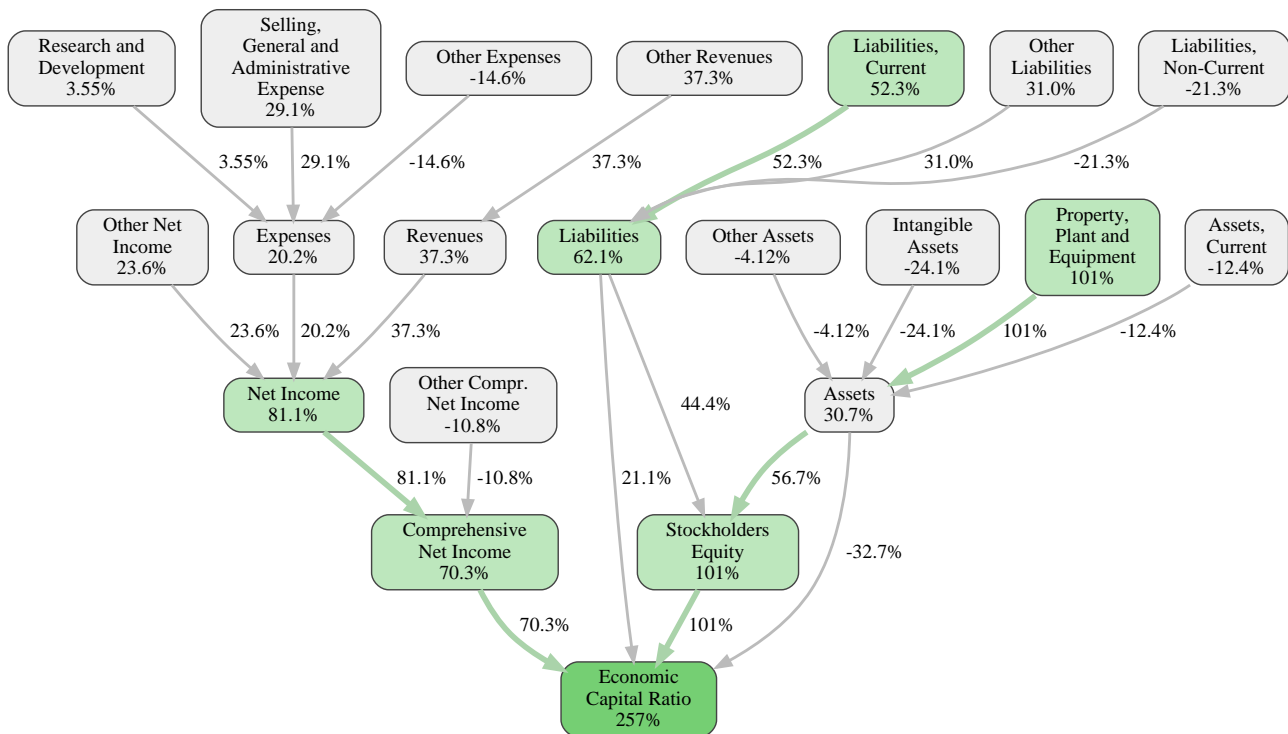 Research and
Development
3.55%
Selling,
General and
Administrative
Expense
29.1%
Other Expenses
-14.6%
Other Revenues
37.3%
Liabilities,
Current
52.3%
Other
Liabilities
31.0%
Liabilities,
Non-Current
-21.3%
3.55%
29.1%
-14.6%
37.3%
52.3%
31.0%
-21.3%
Other Net
Income
23.6%
Expenses
20.2%
Revenues
37.3%
Liabilities
62.1%
Other Assets
-4.12%
Intangible
Assets
-24.1%
Property,
Plant and
Equipment
101%
Assets,
Current
-12.4%
23.6%
20.2%
37.3%
-4.12%
-24.1%
101%
-12.4%
Net Income
81.1%
Other Compr.
Net Income
-10.8%
44.4%
Assets
30.7%
81.1%
-10.8%
21.1%
56.7%
Comprehensive
Net Income
70.3%
Stockholders
Equity
101%
-32.7%
70.3%
101%
Economic
Capital Ratio
257%